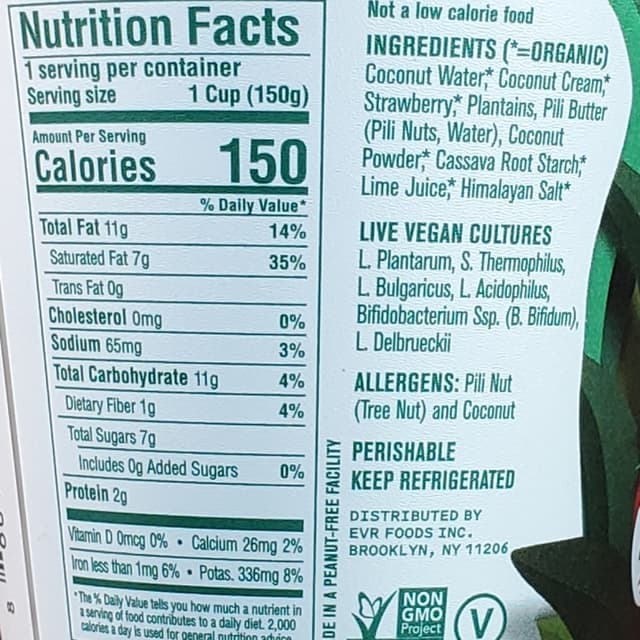 Nutrition Facts
1 serving per container
Serving size 1 Cup (150g)
Amount Per Serving
Calories 150
% Daily Value*
Total Fat 11g 14%
Saturated Fat 7g 35%
Trans Fat 0g
Cholesterol 0mg 0%
Sodium 65mg 3%
Total Carbohydrate 11g 4%
Dietary Fiber 1g 4%
Total Sugars 7g
Includes 0g Added Sugars 0%
Protein 2g
Vitamin D 0mcg 0% • Calcium 26mg 2%
Iron less than 1mg 6% • Potas. 336mg 8%
*The % Daily Value tells you how much a nutrient in
a serving of food contributes to a daily diet. 2,000
calories a day is used for general nutrition advice
DE IN A PEANUT-FREE FACILITY
Not a low calorie food
INGREDIENTS (*=ORGANIC)
Coconut Water,* Coconut Cream,*
Strawberry,* Plantains, Pili Butter
(Pili Nuts, Water), Coconut
Powder,* Cassava Root Starch,*
Lime Juice,* Himalayan Salt*
LIVE VEGAN CULTURES
L. Plantarum, S. Thermophilus,
L. Bulgaricus, L. Acidophilus,
Bifidobacterium Ssp. (B. Bifidum),
L. Delbrueckii
ALLERGENS: Pili Nut
(Tree Nut) and Coconut
PERISHABLE
KEEP REFRIGERATED
DISTRIBUTED BY
EVR FOODS INC.
BROOKLYN, NY 11206
NON
GMO
Project
V